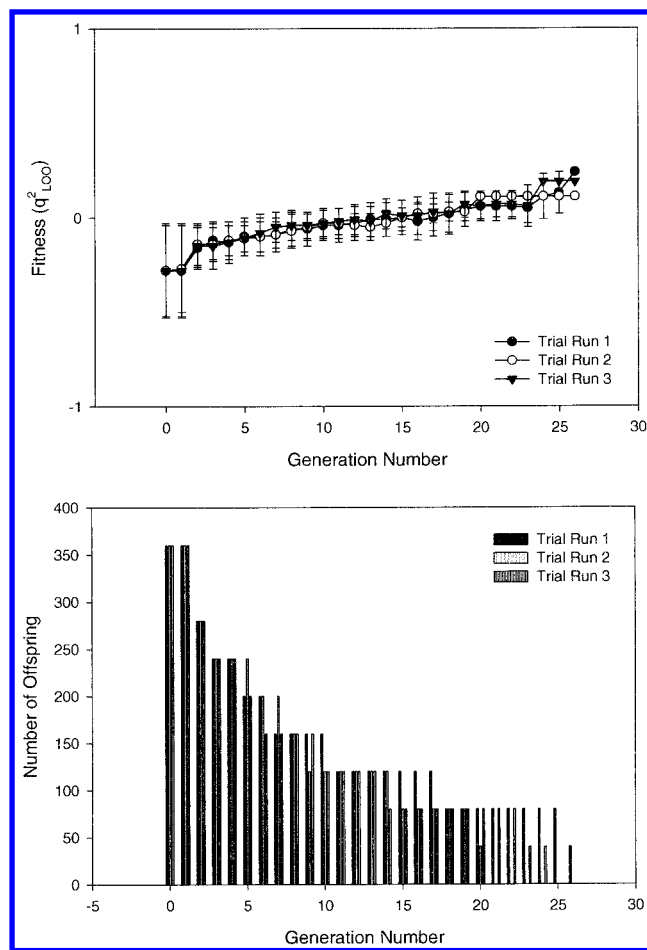 1
0
-1
Fitness (q²LOO)
Trial Run 1
Trial Run 2
Trial Run 3
0 5 10 15 20 25 30
Generation Number
400
350
300
250
200
150
100
50
0
Number of Offspring
Trial Run 1
Trial Run 2
Trial Run 3
-5 0 5 10 15 20 25 30
Generation Number